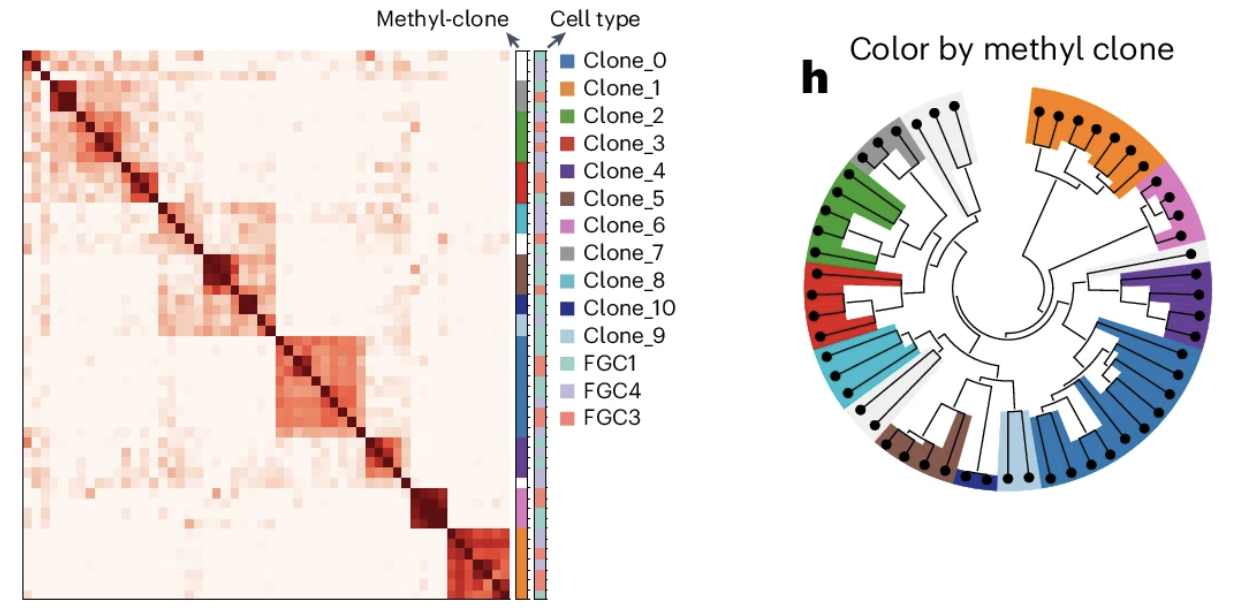 Methyl-clone
Cell type
Clone_0
Clone_1
Clone_2
Clone_3
Clone_4
Clone_5
Clone_6
Clone_7
Clone_8
Clone_10
Clone_9
FGC1
FGC4
FGC3
h
Color by methyl clone